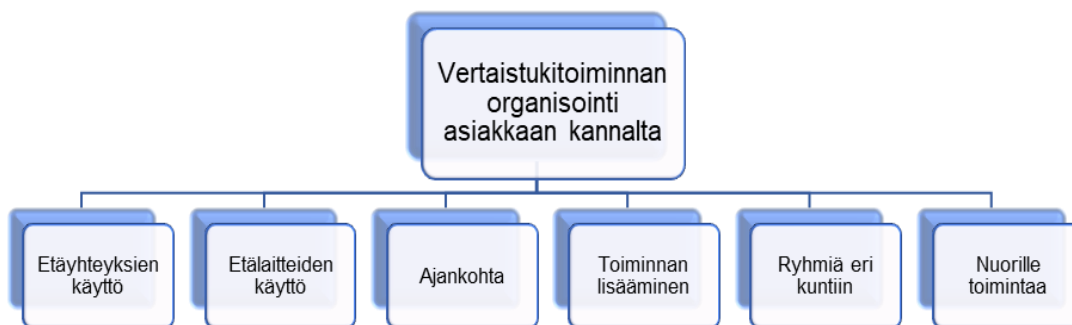 Vertaistukitoiminnan
organisointi
asiakkaan kannalta
Etäyhteyksien
käyttö
Etälaitteiden
käyttö
Ajankohta
Toiminnan
lisääminen
Ryhmiä eri
kuntiin
Nuorille
toimintaa